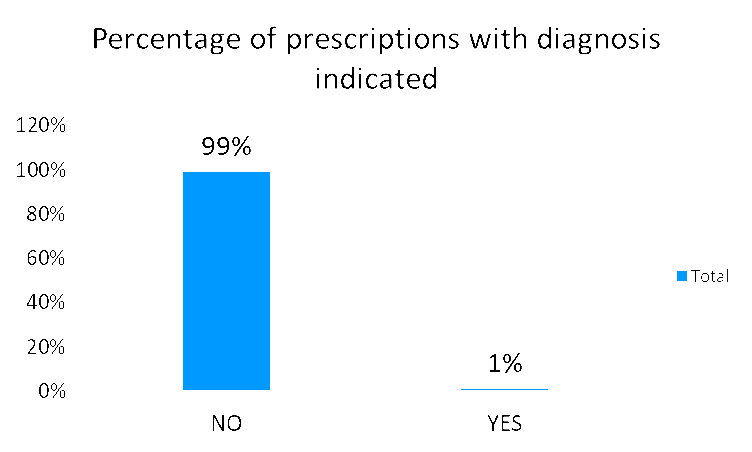 Percentage of prescriptions with diagnosis
indicated
120%
99%
100%
80%
60%
Total
40%
20%
1%
0%
NO
YES